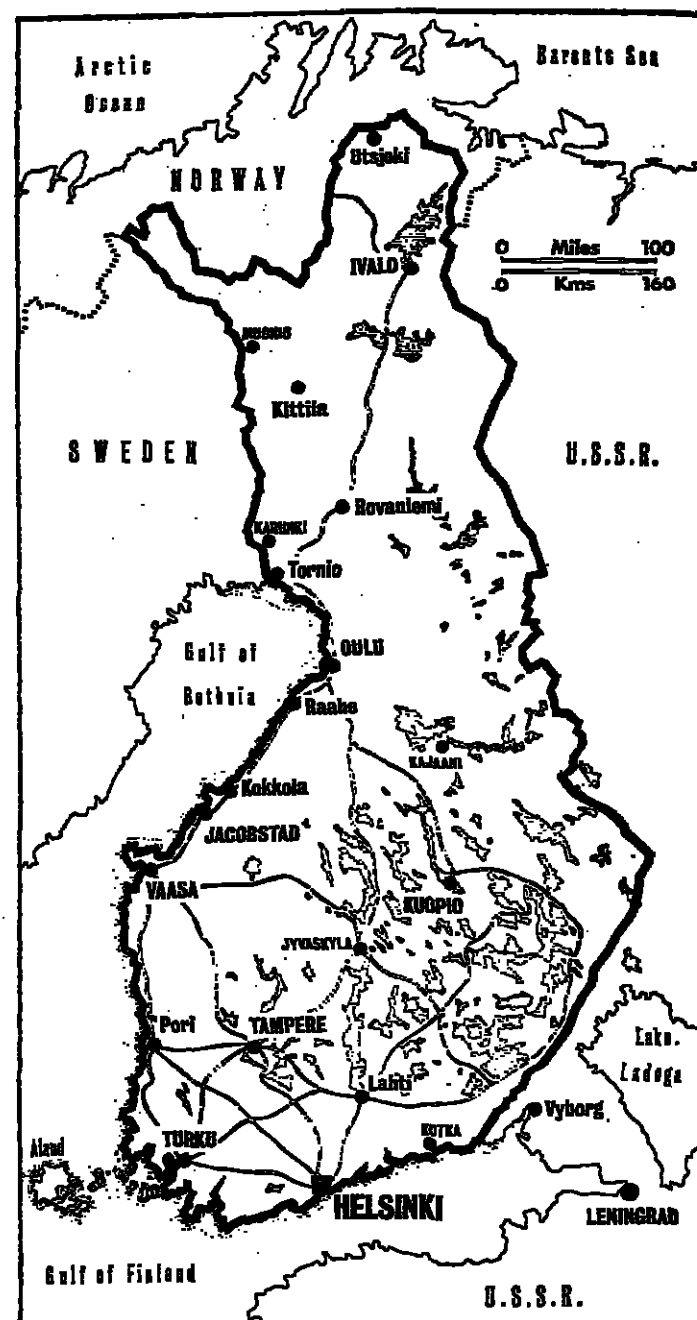 Arctic
Ocean
Barents Sea
Utsjoki
NORWAY
0 Miles 100
0 Kms 160
IVALO
Kittila
SWEDEN
U.S.S.R.
Rovaniemi
KARUNKI
Tornio
Gulf of
Bothnia
OULU
Raahe
KAJAANI
Kokkola
JACOBSTAD
VAASA
KUOPIO
JYVASKYLA
Pori
TAMPERE
Lake
Ladoga
Lahti
Vyborg
TURKU
KOTKA
Aland
HELSINKI
LENINGRAD
Gulf of Finland
U.S.S.R.